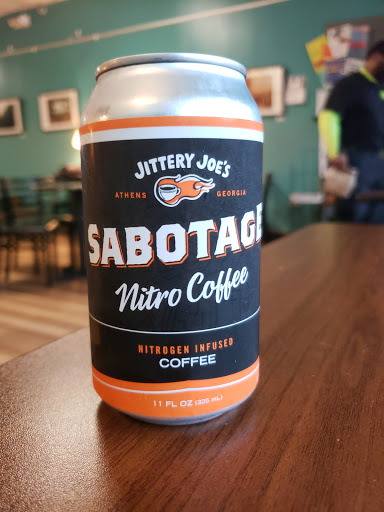 JITTERY JOE'S
ATHENS GEORGIA
SABOTAGE
Nitro Coffee
NITROGEN INFUSED
COFFEE
11 FL OZ (325 mL)